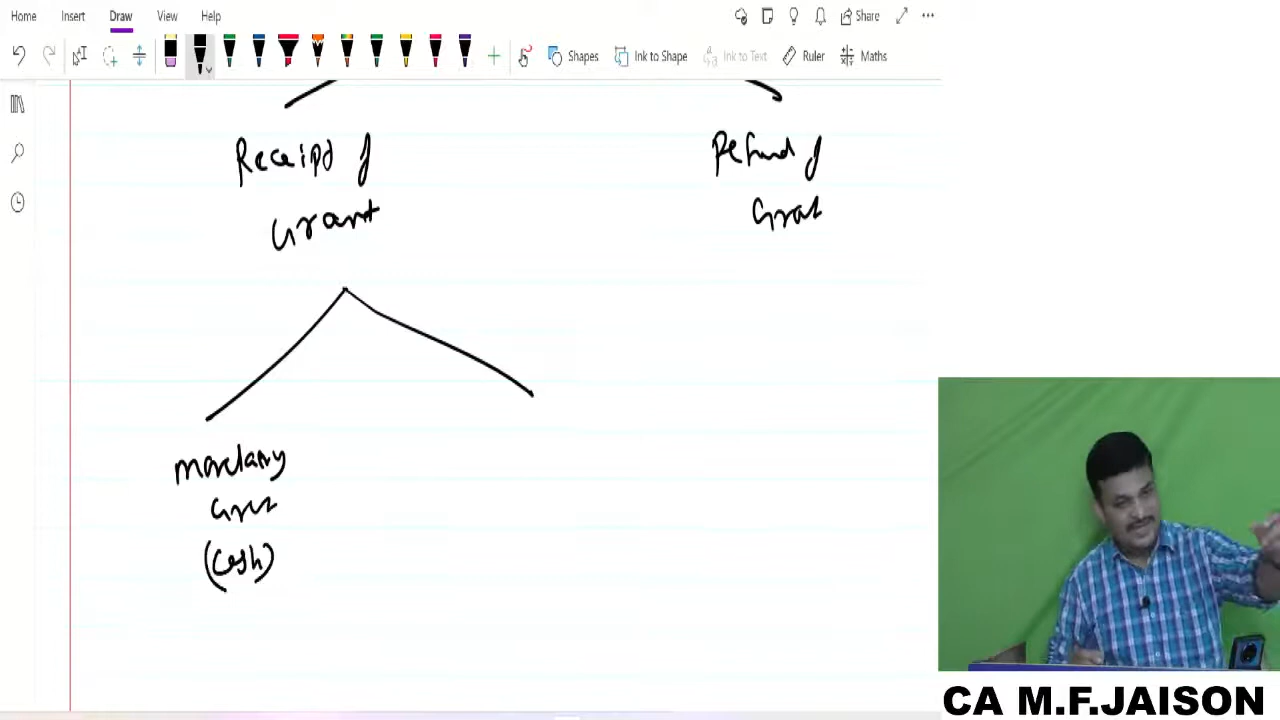 Home Insert Draw View Help Share
Shapes Ink to Shape Ink to Text Ruler Maths
Receipt of Refund of
Grant Grant
Monetary
Grant
(Cash)
CA M.F.JAISON